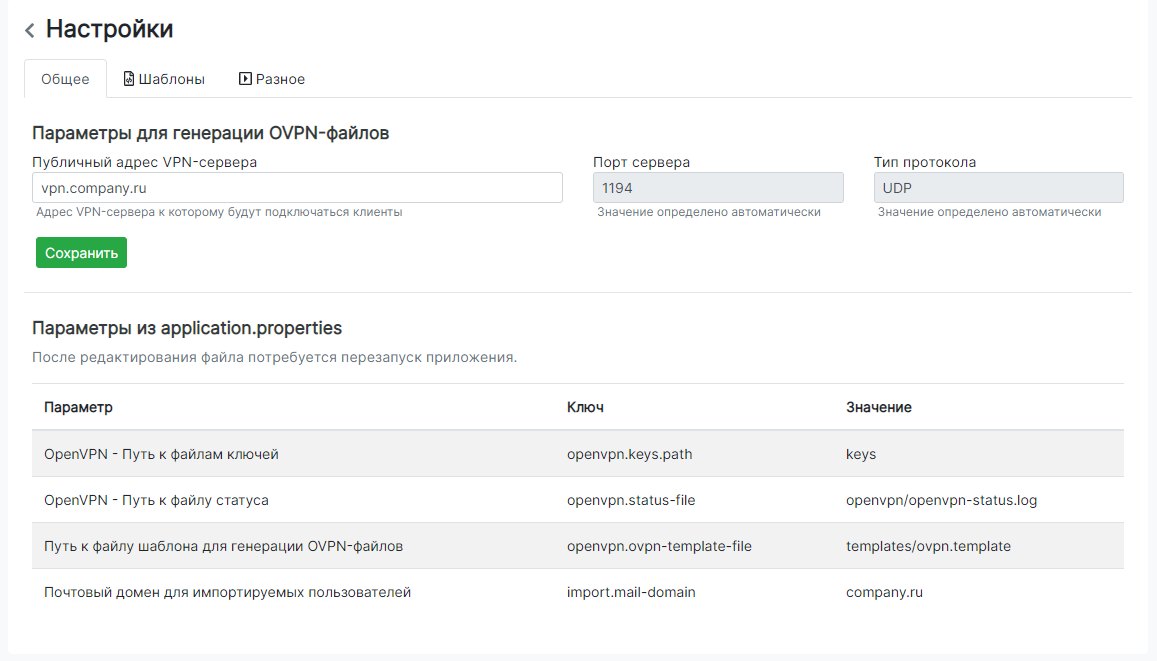 Настройки
Общее Шаблоны Разное
Параметры для генерации OVPN-файлов
Публичный адрес VPN-сервера Порт сервера Тип протокола
vpn.company.ru 1194 UDP
Адрес VPN-сервера к которому будут подключаться клиенты Значение определено автоматически Значение определено автоматически
Сохранить
Параметры из application.properties
После редактирования файла потребуется перезапуск приложения.
Параметр Ключ Значение
OpenVPN - Путь к файлам ключей openvpn.keys.path keys
OpenVPN - Путь к файлу статуса openvpn.status-file openvpn/openvpn-status.log
Путь к файлу шаблона для генерации OVPN-файлов openvpn.ovpn-template-file templates/ovpn.template
Почтовый домен для импортируемых пользователей import.mail-domain company.ru